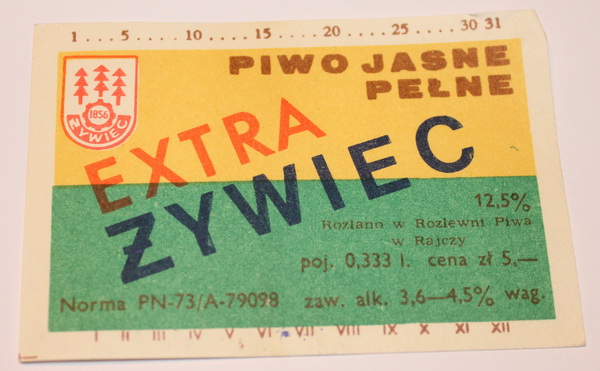 1....5.....10.....15.....20.....25.....30 31
PIWO JASNE
PEŁNE
1856
ŻYWIEC
EXTRA
ŻYWIEC
12,5%
Rozlano w Rozlewni Piwa
w Rajczy
poj. 0,333 l. cena zł 5.—
Norma PN-73/A-79098 zaw. alk. 3,6—4,5% wag.
I II III IV V VI VII VIII IX X XI XII